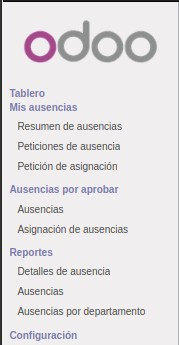 odoo
Tablero
Mis ausencias
Resumen de ausencias
Peticiones de ausencia
Petición de asignación
Ausencias por aprobar
Ausencias
Asignación de ausencias
Reportes
Detalles de ausencia
Ausencias
Ausencias por departamento
Configuración